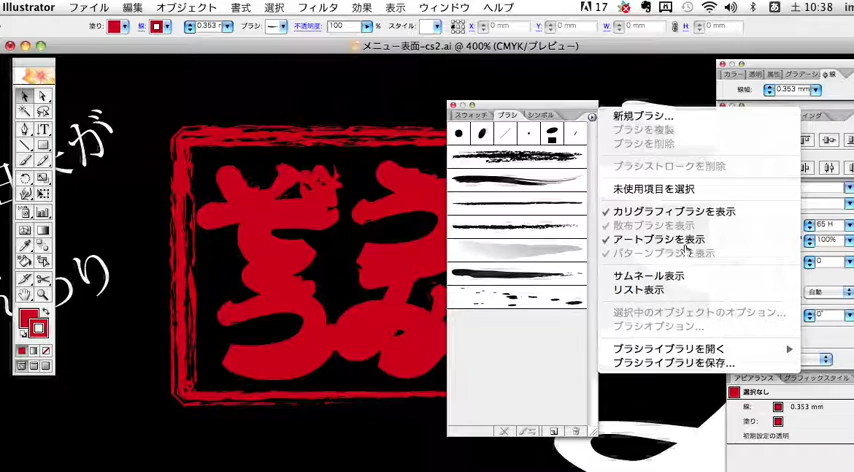 Illustrator ファイル 編集 オブジェクト 書式 選択 フィルタ 効果 表示 ウィンドウ ヘルプ 17 土 10:38
塗り: 線: 0.353 m ブラシ: 不透明度: 100 % スタイル: X: 0 mm Y: 0 mm W: 0 mm H: 0 mm
メニュー表面-cs2.ai @ 400% (CMYK/プレビュー)
カラー 透明 属性 グラデーシ 線
線幅: 0.353 mm
スウォッチ ブラシ シンボル
新規ブラシ...
ブラシを複製
ブラシを削除
ブラシストロークを削除
未使用項目を選択
カリグラフィブラシを表示
散布ブラシを表示
アートブラシを表示
パターンブラシを表示
サムネール表示
リスト表示
選択中のオブジェクトのオプション...
ブラシオプション...
ブラシライブラリを開く
ブラシライブラリを保存...
65 H
100%
0
自動
0°
アピアランス グラフィックスタイル
選択なし
線: 0.353 mm
塗り:
初期設定の透明
が
り